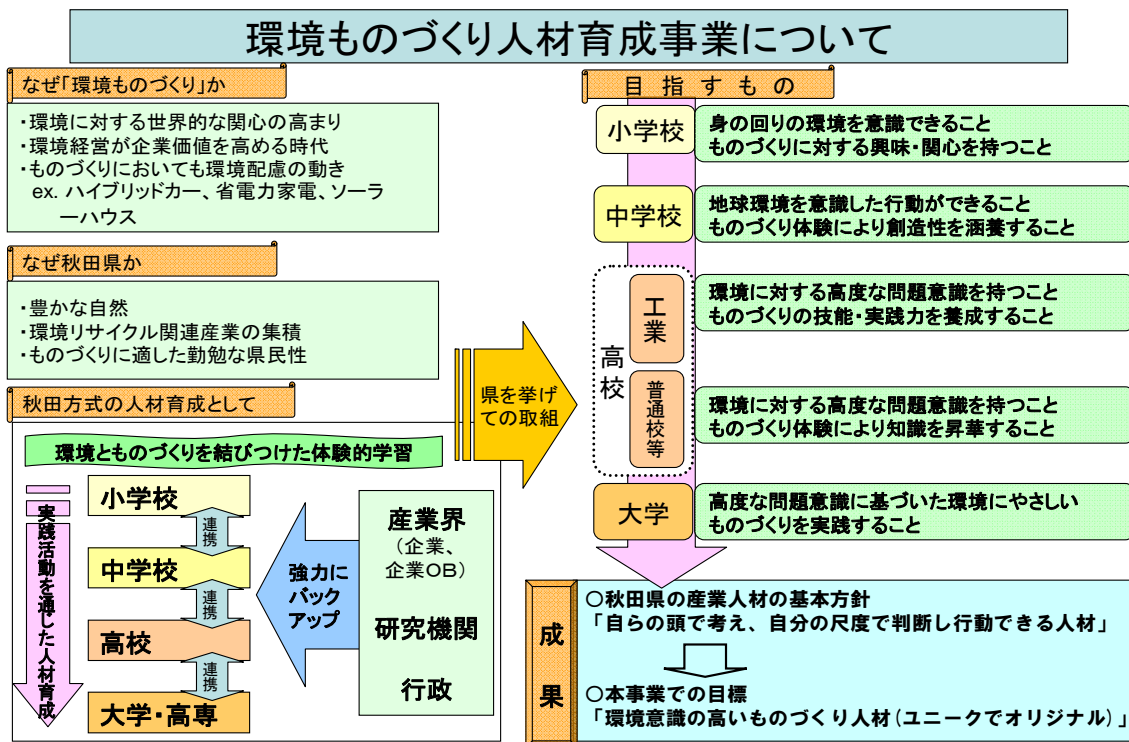 環境ものづくり人材育成事業について
なぜ「環境ものづくり」か
・環境に対する世界的な関心の高まり
・環境経営が企業価値を高める時代
・ものづくりにおいても環境配慮の動き
ex. ハイブリッドカー、省電力家電、ソーラ
ーハウス
なぜ秋田県か
・豊かな自然
・環境リサイクル関連産業の集積
・ものづくりに適した勤勉な県民性
秋田方式の人材育成として
環境とものづくりを結びつけた体験的学習
実践活動を通じた人材育成
小学校
連携
中学校
連携
高校
連携
大学・高専
強力に
バック
アップ
産業界
(企業、
企業OB)
研究機関
行政
県を挙げ
ての取組
目指すもの
小学校
身の回りの環境を意識できること
ものづくりに対する興味・関心を持つこと
中学校
地球環境を意識した行動ができること
ものづくり体験により創造性を涵養すること
高校
工業
環境に対する高度な問題意識を持つこと
ものづくりの技能・実践力を養成すること
普通校等
環境に対する高度な問題意識を持つこと
ものづくり体験により知識を昇華すること
大学
高度な問題意識に基づいた環境にやさしい
ものづくりを実践すること
成果
○秋田県の産業人材の基本方針
「自らの頭で考え、自分の尺度で判断し行動できる人材」
○本事業での目標
「環境意識の高いものづくり人材(ユニークでオリジナル)」